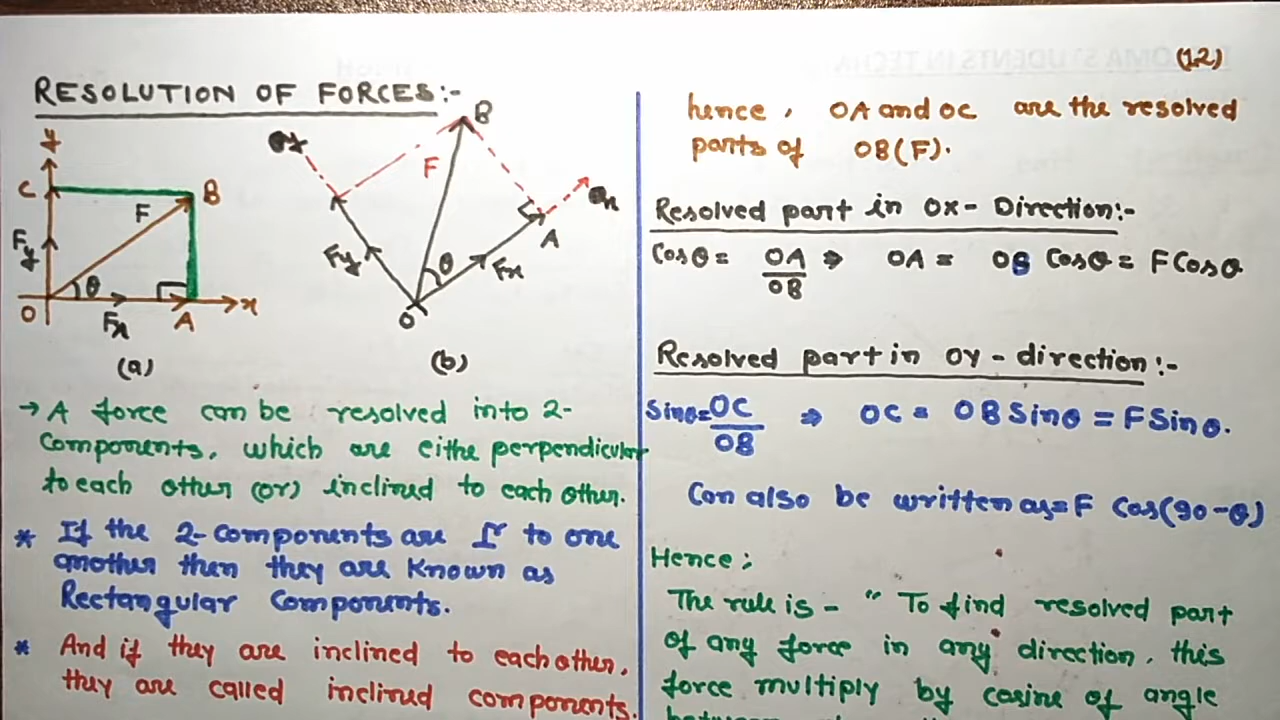 (12)
RESOLUTION OF FORCES:-
y
C
B
F
Fy
θ
O
Fx
A
x
(a)
B
F
θ
A
Fy
Fx
O
(b)
→ A force can be resolved into 2-
Components, which are eithe perpendicular
to each other (or) inclined to each other.
* If the 2-Components are ⊥r to one
another then they are Known as
Rectangular Components.
* And if they are inclined to each other,
they are called inclined components.
hence, OA and OC are the resolved
parts of OB(F).
Resolved part in OX- Direction:-
Cosθ = OA/OB ⇒ OA = OB Cosθ = F Cosθ
Resolved part in OY- direction:-
Sinθ = OC/OB ⇒ OC = OB Sinθ = F Sinθ.
Can also be written as = F Cos(90-θ)
Hence;
The rule is - " To find resolved part
of any force in any direction, this
force multiply by cosine of angle